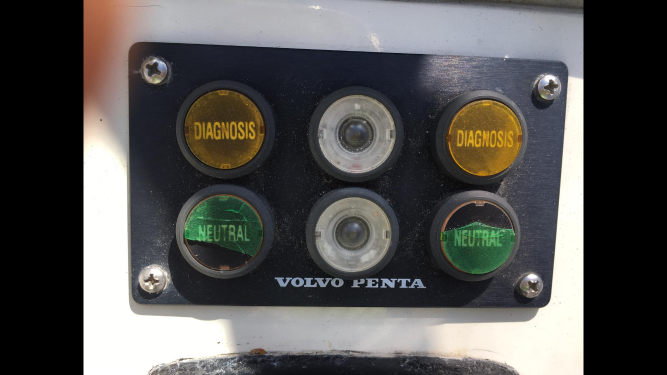 DIAGNOSIS
DIAGNOSIS
NEUTRAL
NEUTRAL
VOLVO PENTA